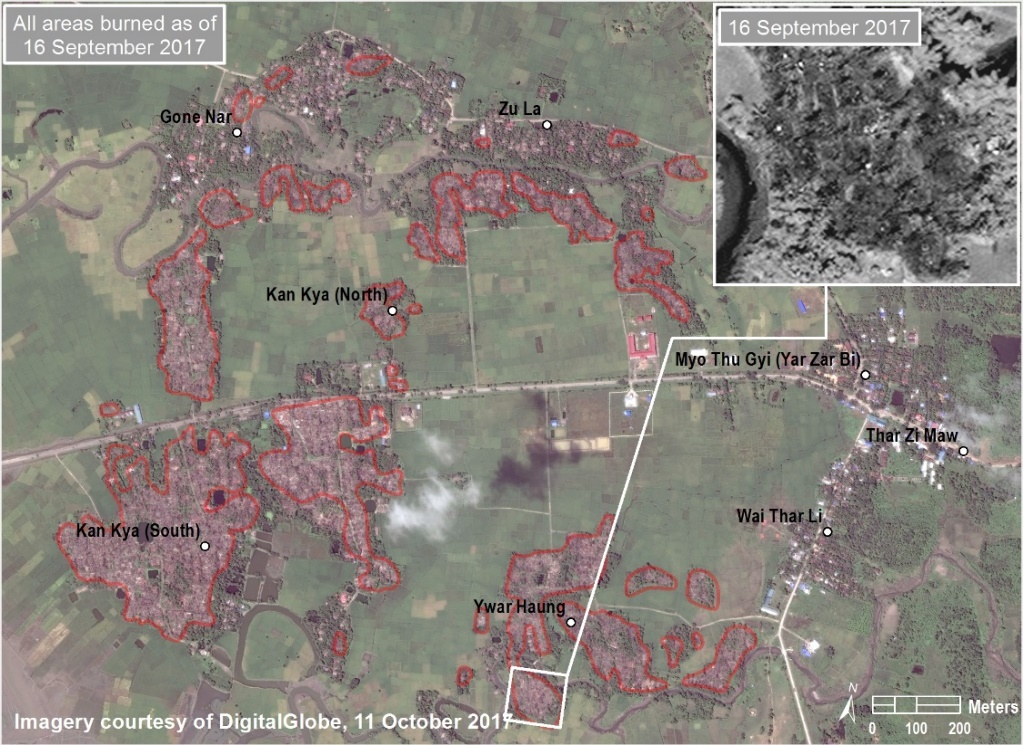 All areas burned as of
16 September 2017
16 September 2017
Gone Nar
Zu La
Kan Kya (North)
Myo Thu Gyi (Yar Zar Bi)
Thar Zi Maw
Wai Thar Li
Kan Kya (South)
Ywar Haung
N
Meters
0 100 200
Imagery courtesy of DigitalGlobe, 11 October 2017